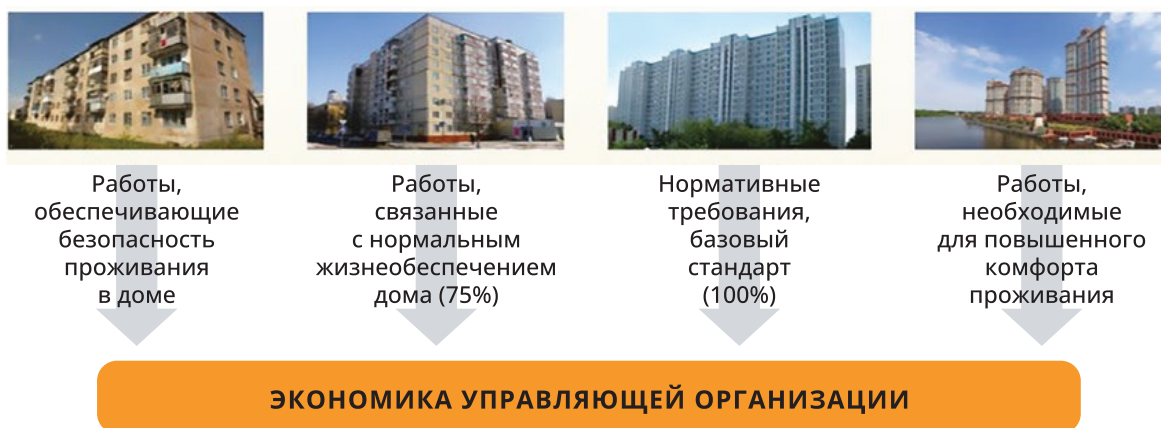 Работы,
обеспечивающие
безопасность
проживания
в доме
Работы,
связанные
с нормальным
жизнеобеспечением
дома (75%)
Нормативные
требования,
базовый
стандарт
(100%)
Работы,
необходимые
для повышенного
комфорта
проживания
ЭКОНОМИКА УПРАВЛЯЮЩЕЙ ОРГАНИЗАЦИИ